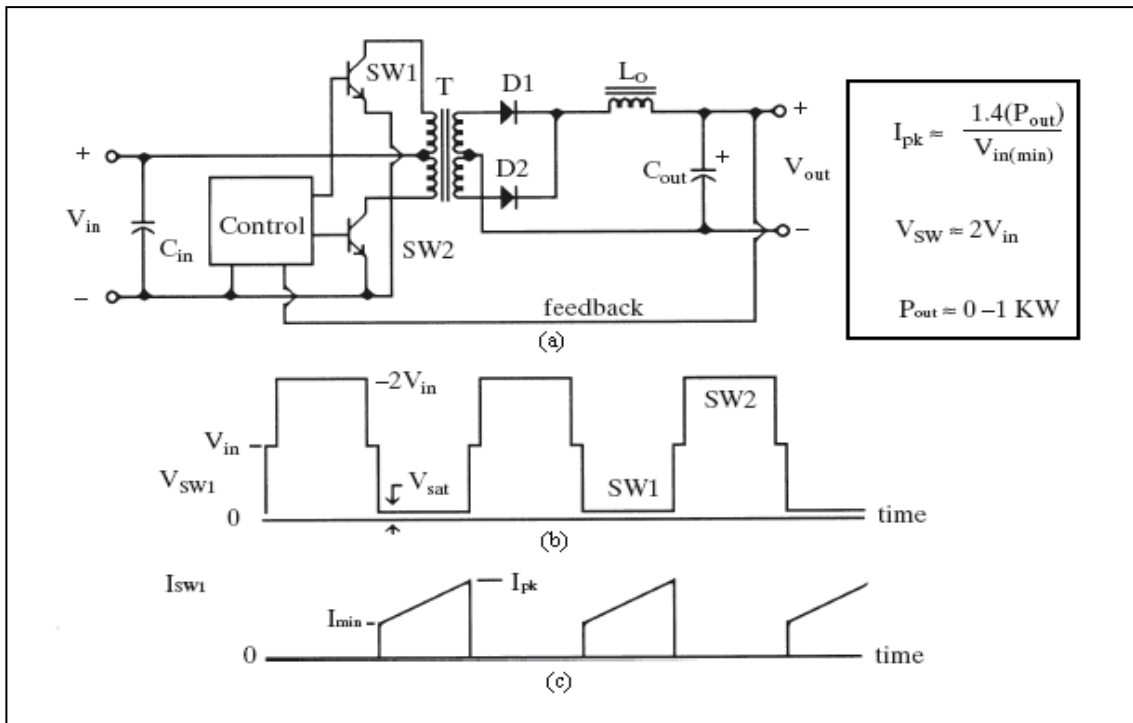 SW1
T
D1
Lo
+
Vin
−
Cin
Control
SW2
D2
Cout
+
+
Vout
−
feedback
(a)
Ipk ≈ 1.4(Pout) / Vin(min)
VSW ≈ 2Vin
Pout ≈ 0 – 1 KW
−2Vin
SW2
Vin
VSW1
Vsat
SW1
0
time
(b)
ISW1
Ipk
Imin
0
time
(c)